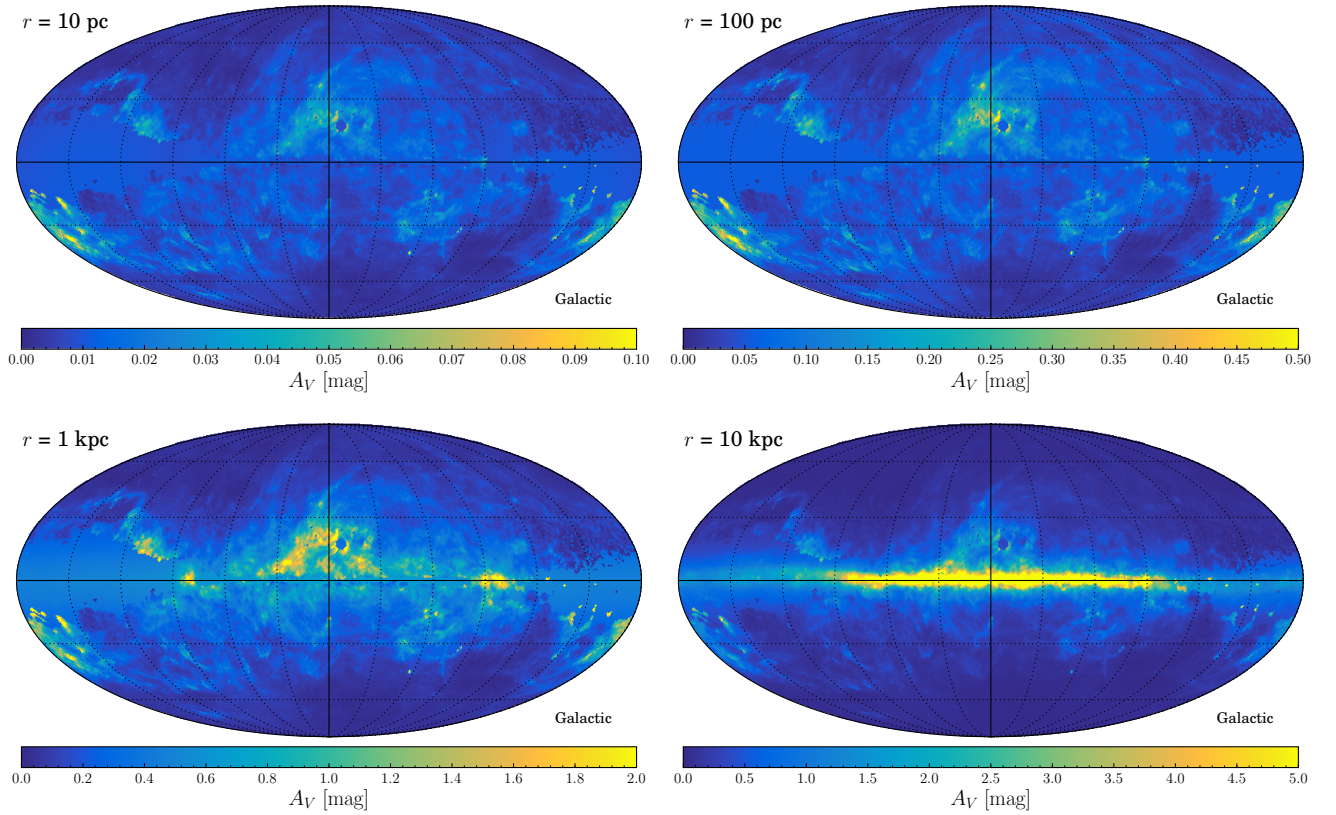 r = 10 pc
r = 100 pc
Galactic
Galactic
0.00 0.01 0.02 0.03 0.04 0.05 0.06 0.07 0.08 0.09 0.10
0.00 0.05 0.10 0.15 0.20 0.25 0.30 0.35 0.40 0.45 0.50
A_V [mag]
A_V [mag]
r = 1 kpc
r = 10 kpc
Galactic
Galactic
0.0 0.2 0.4 0.6 0.8 1.0 1.2 1.4 1.6 1.8 2.0
0.0 0.5 1.0 1.5 2.0 2.5 3.0 3.5 4.0 4.5 5.0
A_V [mag]
A_V [mag]